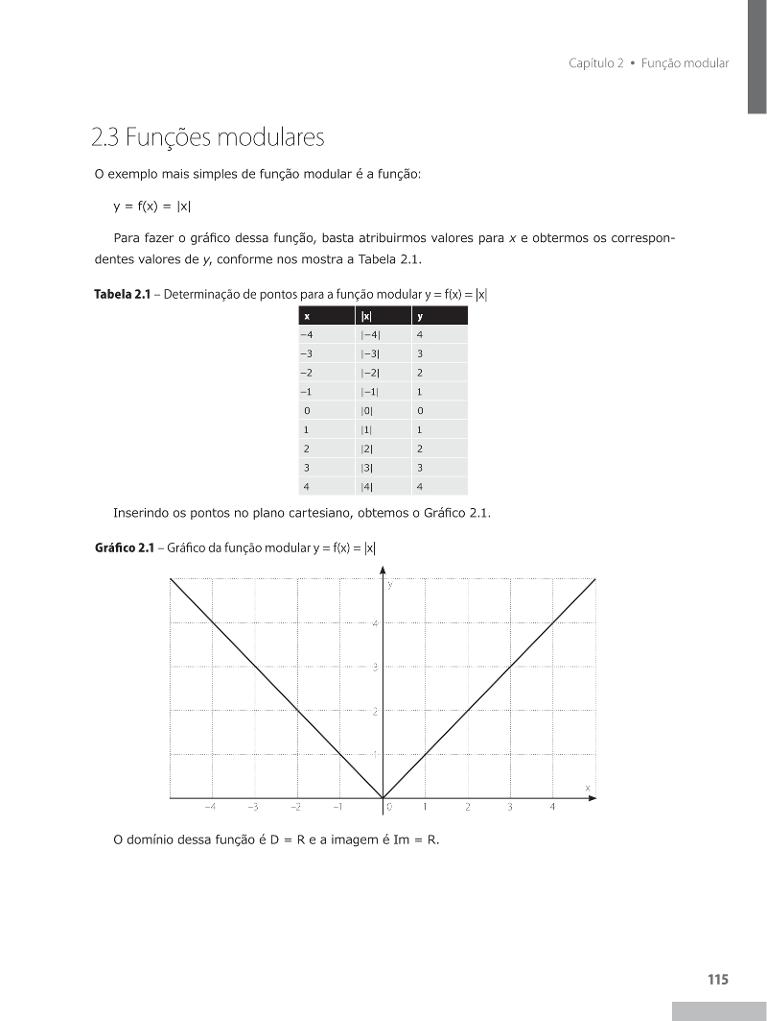 Capítulo 2 • Função modular
2.3 Funções modulares
O exemplo mais simples de função modular é a função:
y = f(x) = |x|
Para fazer o gráfico dessa função, basta atribuirmos valores para x e obtermos os correspon-
dentes valores de y, conforme nos mostra a Tabela 2.1.
Tabela 2.1 – Determinação de pontos para a função modular y = f(x) = |x|
x |x| y
−4 |−4| 4
−3 |−3| 3
−2 |−2| 2
−1 |−1| 1
0 |0| 0
1 |1| 1
2 |2| 2
3 |3| 3
4 |4| 4
Inserindo os pontos no plano cartesiano, obtemos o Gráfico 2.1.
Gráfico 2.1 – Gráfico da função modular y = f(x) = |x|
y
4
3
2
1
x
−4 −3 −2 −1 0 1 2 3 4
O domínio dessa função é D = R e a imagem é Im = R.
115